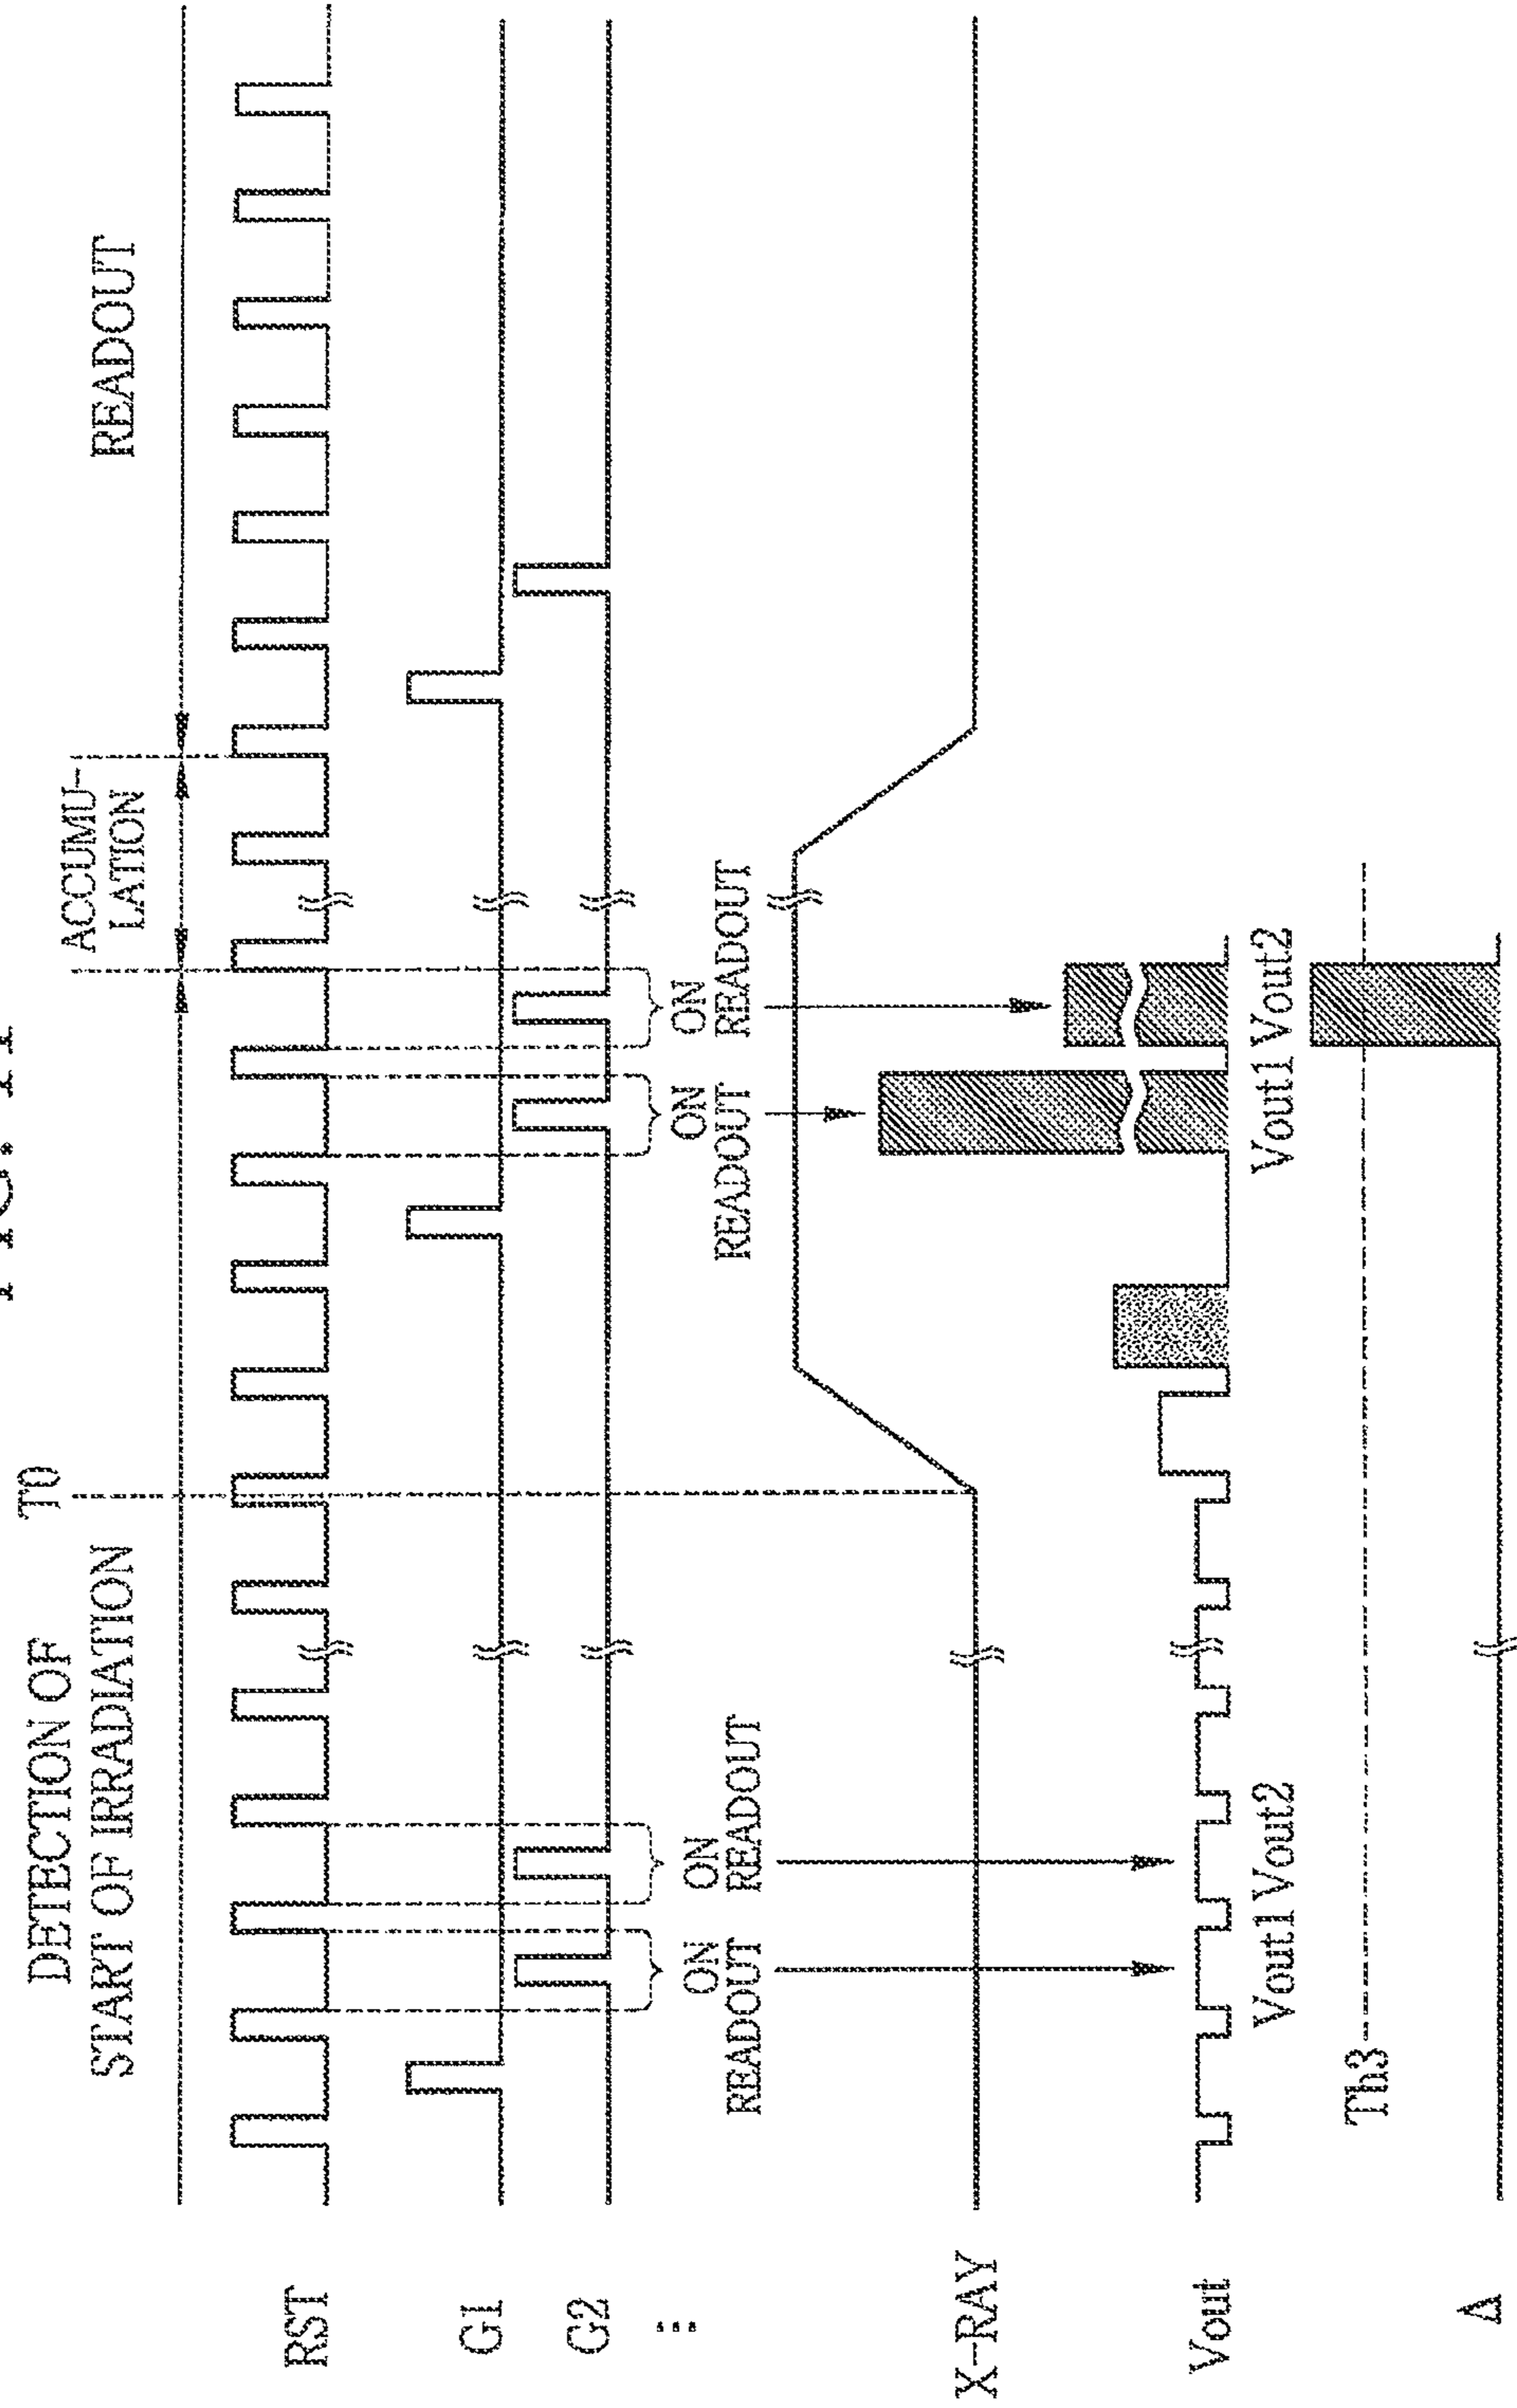 DETECTION OF
START OF IRRADIATION
T0
ACCUMU-
LATION
READOUT
RST
G1
G2
...
ON
READOUT
ON
READOUT
ON
READOUT
ON
READOUT
X-RAY
Vout
Vout1 Vout2
Vout1 Vout2
Th3
Δ